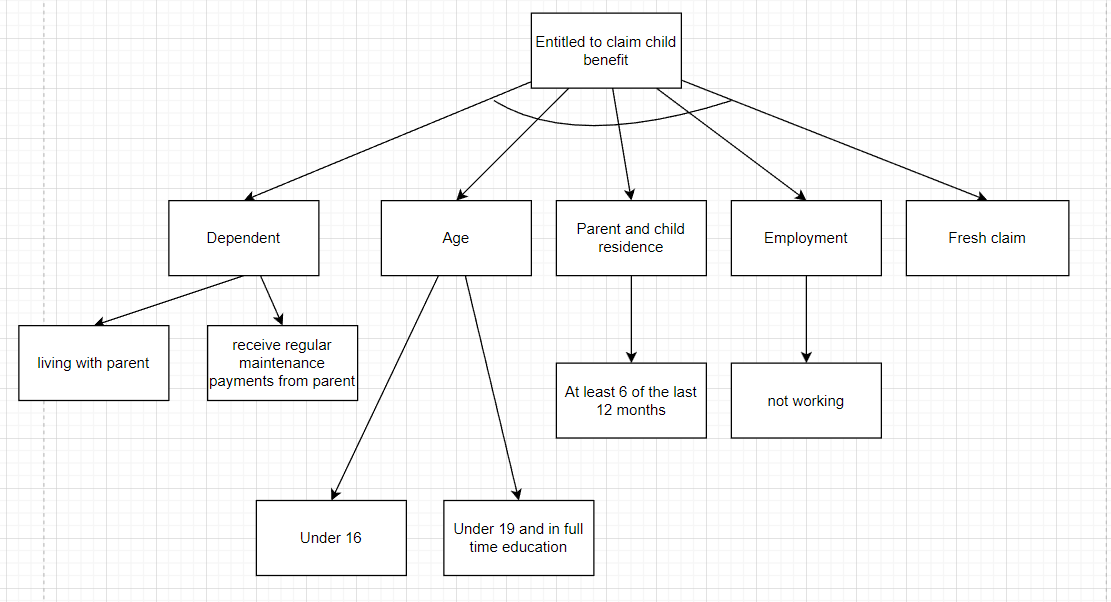 Entitled to claim child
benefit
Dependent
Age
Parent and child
residence
Employment
Fresh claim
living with parent
receive regular
maintenance
payments from parent
At least 6 of the last
12 months
not working
Under 16
Under 19 and in full
time education